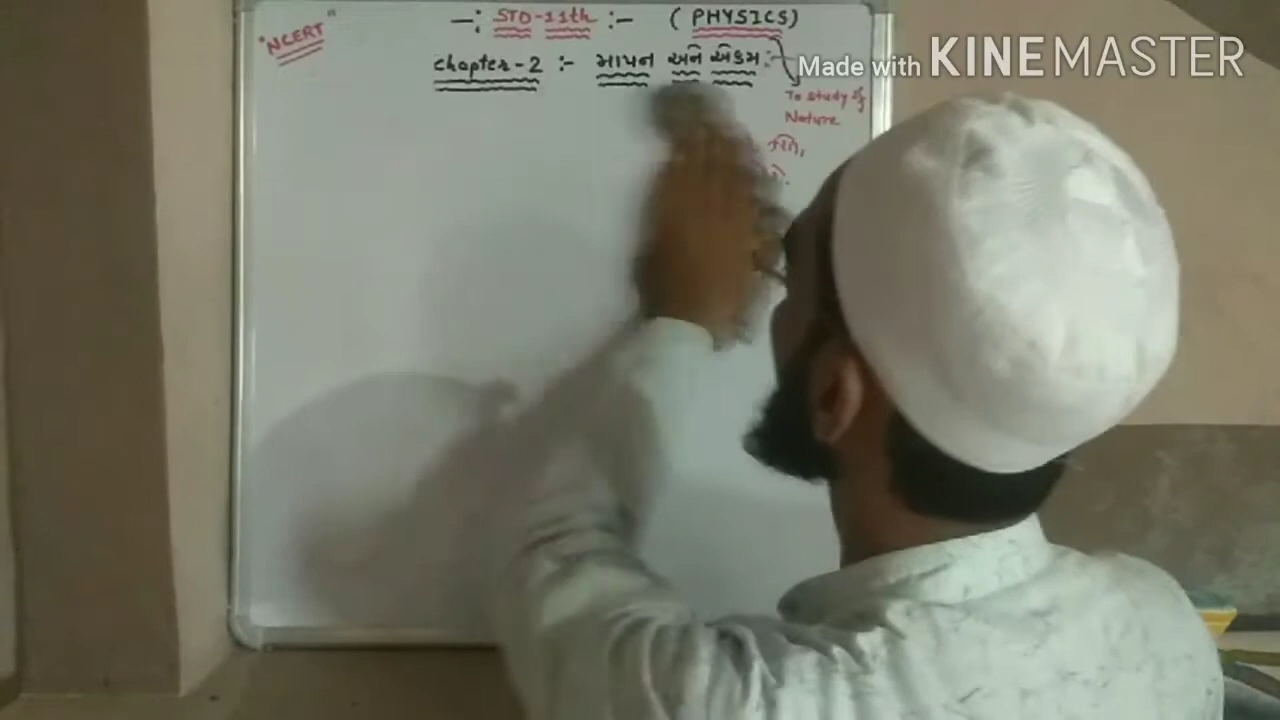 "NCERT"
—: STD-11th :- (PHYSICS)
chapter-2 :- માપન અને એકમ :-
To study of
Nature
Made with KINEMASTER